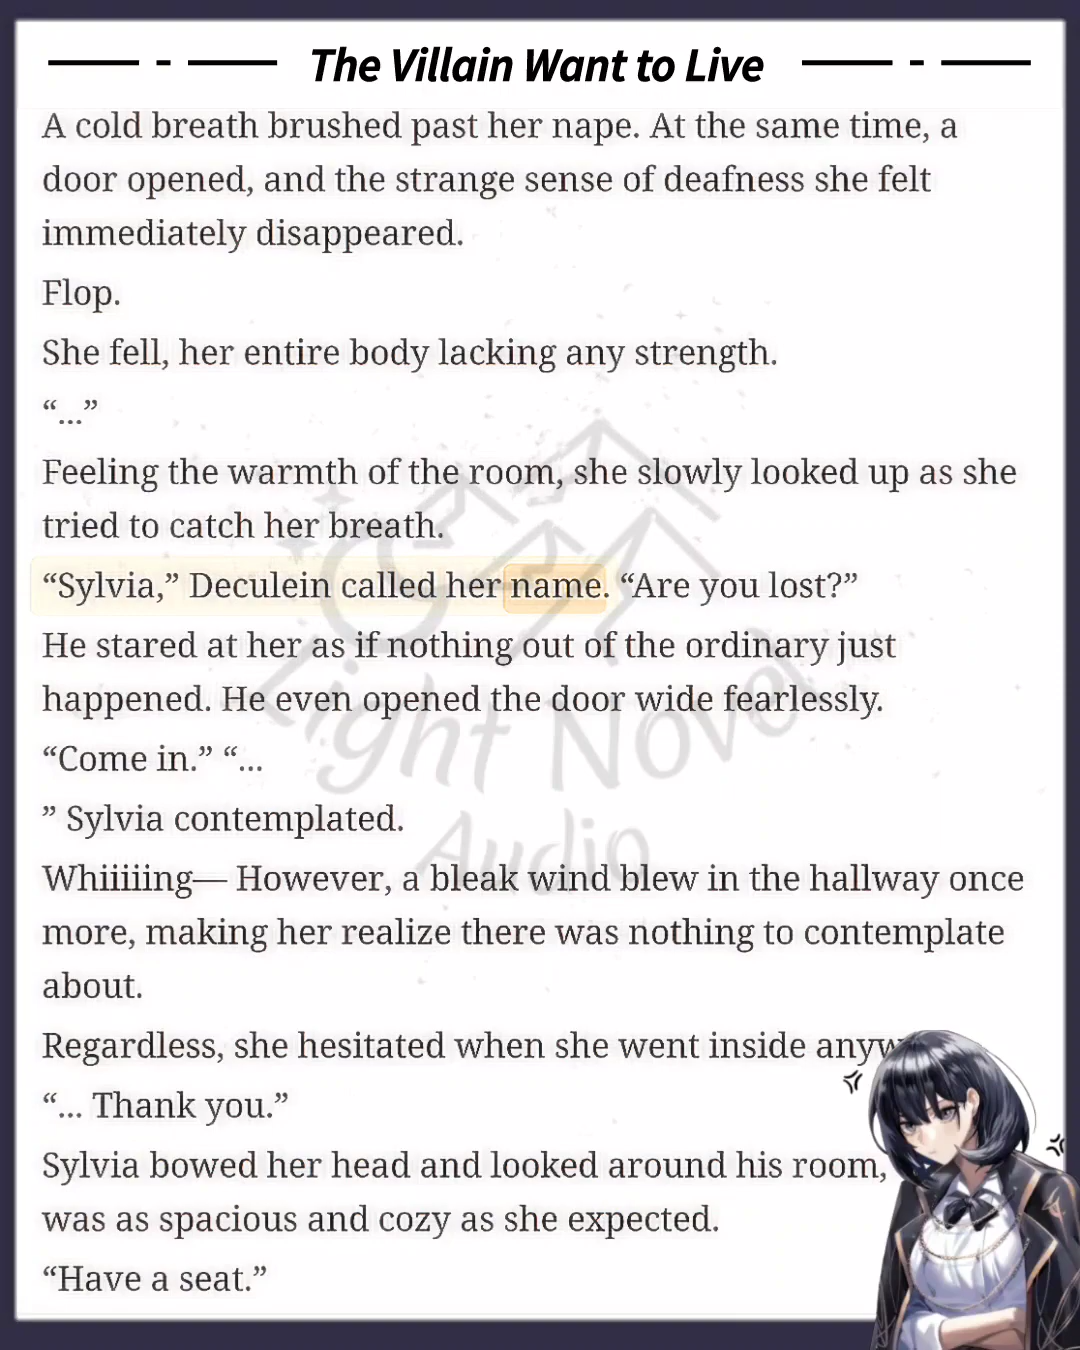 The Villain Want to Live
A cold breath brushed past her nape. At the same time, a
door opened, and the strange sense of deafness she felt
immediately disappeared.
Flop.
She fell, her entire body lacking any strength.
“...”
Feeling the warmth of the room, she slowly looked up as she
tried to catch her breath.
“Sylvia,” Deculein called her name. “Are you lost?”
He stared at her as if nothing out of the ordinary just
happened. He even opened the door wide fearlessly.
“Come in.” “...
” Sylvia contemplated.
Whiiiiing— However, a bleak wind blew in the hallway once
more, making her realize there was nothing to contemplate
about.
Regardless, she hesitated when she went inside
“... Thank you.”
Sylvia bowed her head and looked around his room,
was as spacious and cozy as she expected.
“Have a seat.”
Light Novel
Audio